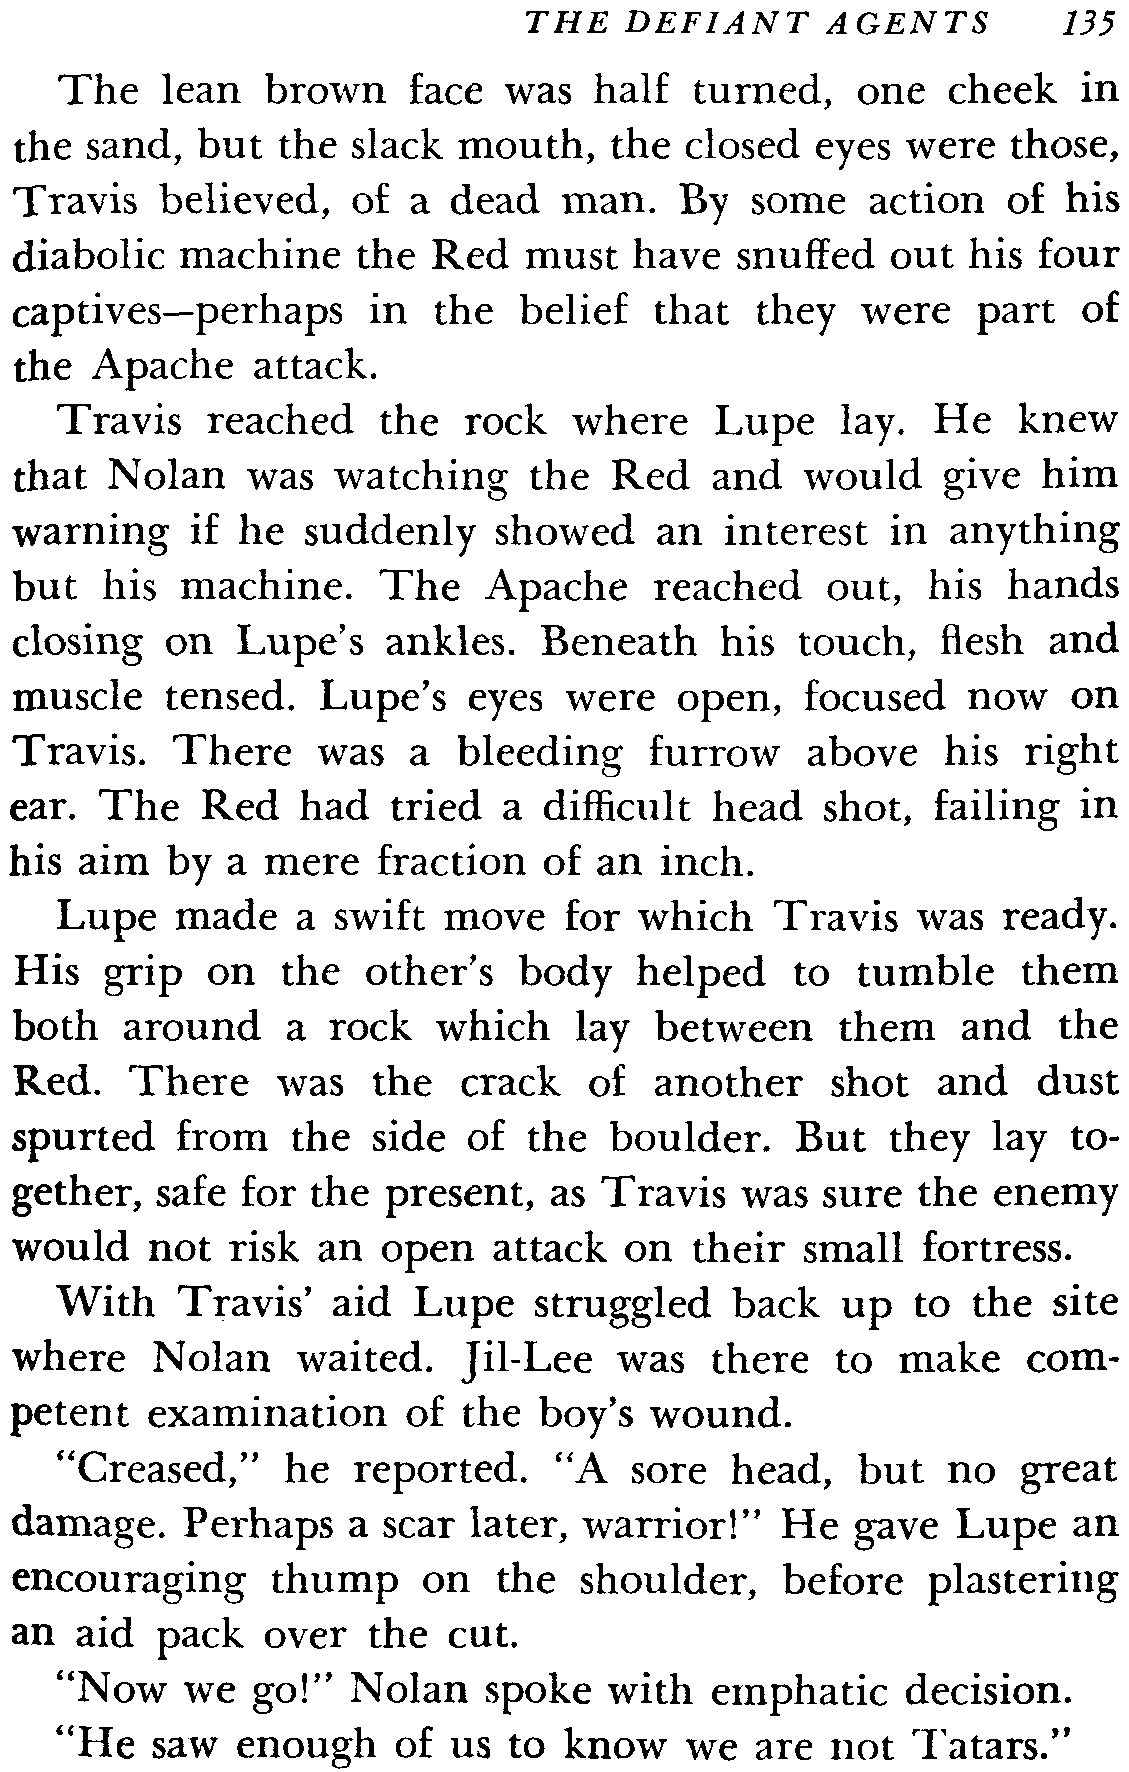 THE DEFIANT AGENTS 135
The lean brown face was half turned, one cheek in
the sand, but the slack mouth, the closed eyes were those,
Travis believed, of a dead man. By some action of his
diabolic machine the Red must have snuffed out his four
captives—perhaps in the belief that they were part of
the Apache attack.
Travis reached the rock where Lupe lay. He knew
that Nolan was watching the Red and would give him
warning if he suddenly showed an interest in anything
but his machine. The Apache reached out, his hands
closing on Lupe's ankles. Beneath his touch, flesh and
muscle tensed. Lupe's eyes were open, focused now on
Travis. There was a bleeding furrow above his right
ear. The Red had tried a difficult head shot, failing in
his aim by a mere fraction of an inch.
Lupe made a swift move for which Travis was ready.
His grip on the other's body helped to tumble them
both around a rock which lay between them and the
Red. There was the crack of another shot and dust
spurted from the side of the boulder. But they lay to-
gether, safe for the present, as Travis was sure the enemy
would not risk an open attack on their small fortress.
With Travis' aid Lupe struggled back up to the site
where Nolan waited. Jil-Lee was there to make com-
petent examination of the boy's wound.
"Creased," he reported. "A sore head, but no great
damage. Perhaps a scar later, warrior!" He gave Lupe an
encouraging thump on the shoulder, before plastering
an aid pack over the cut.
"Now we go!" Nolan spoke with emphatic decision.
"He saw enough of us to know we are not Tatars."